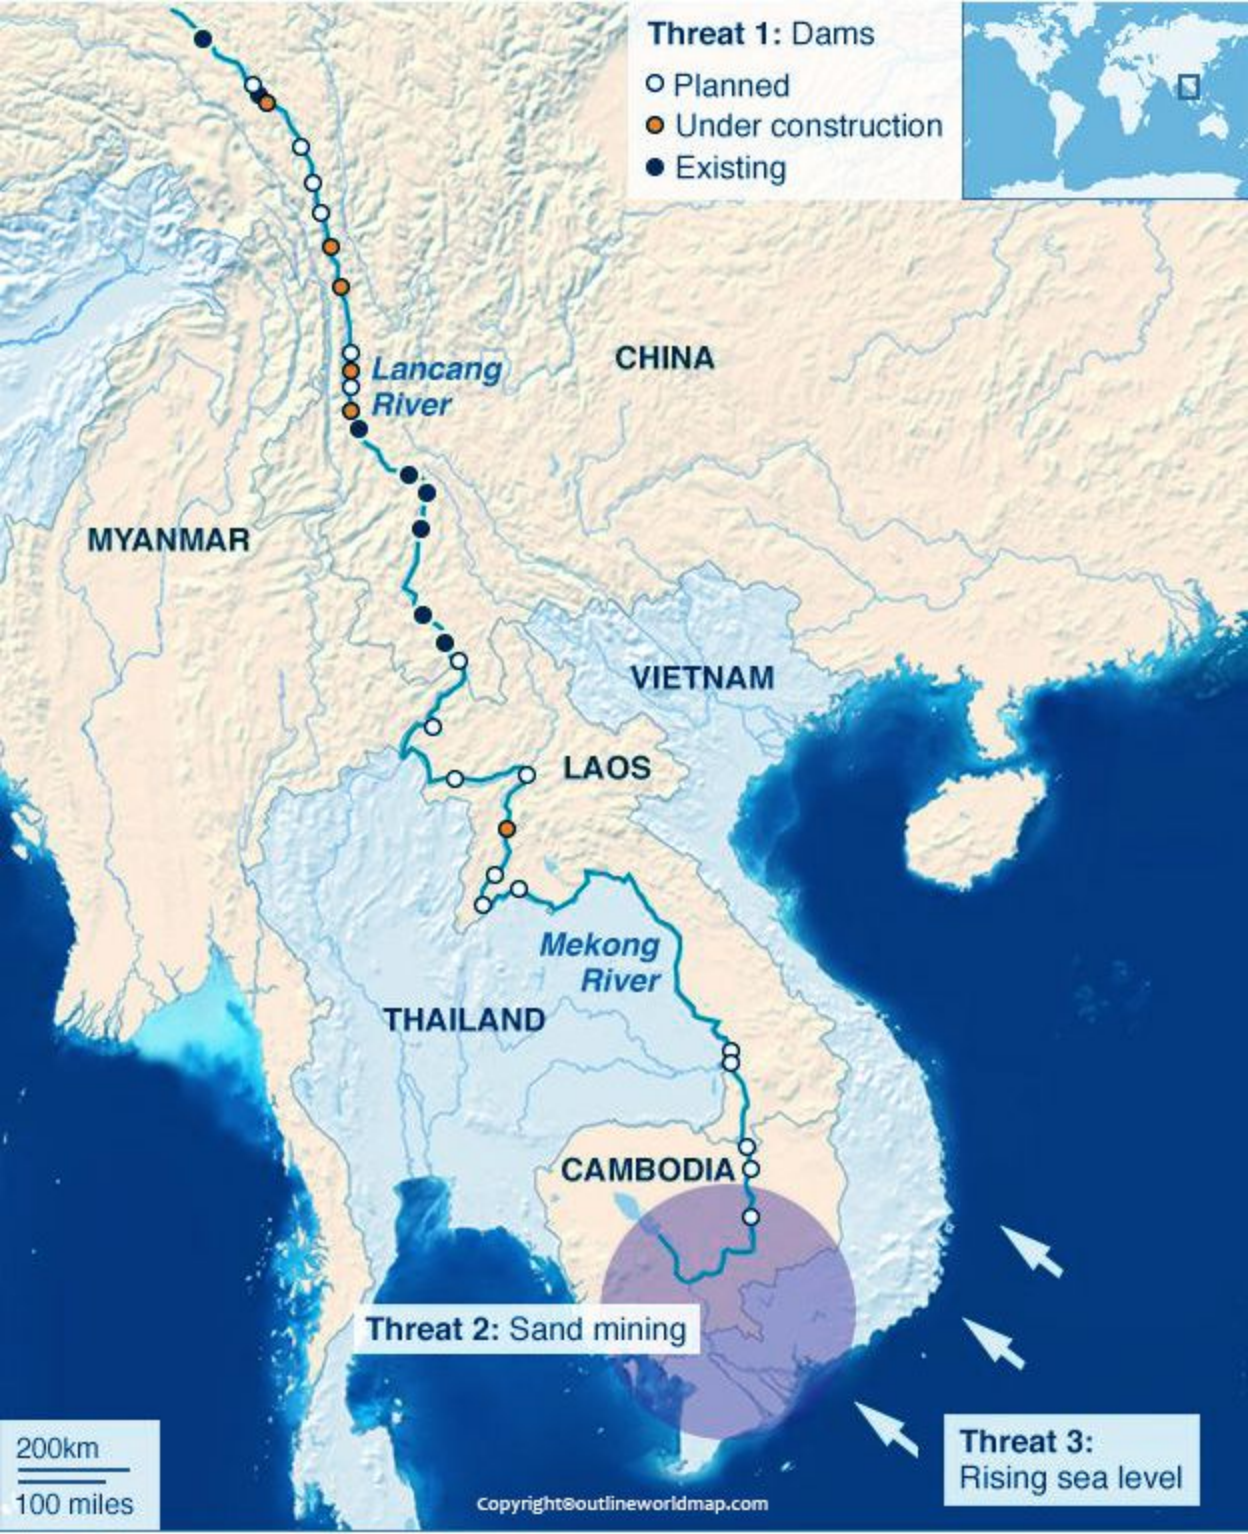 Threat 1: Dams
Planned
Under construction
Existing
CHINA
Lancang
River
MYANMAR
VIETNAM
LAOS
Mekong
River
THAILAND
CAMBODIA
Threat 2: Sand mining
Threat 3:
Rising sea level
200km
100 miles
Copyright®outlineworldmap.com